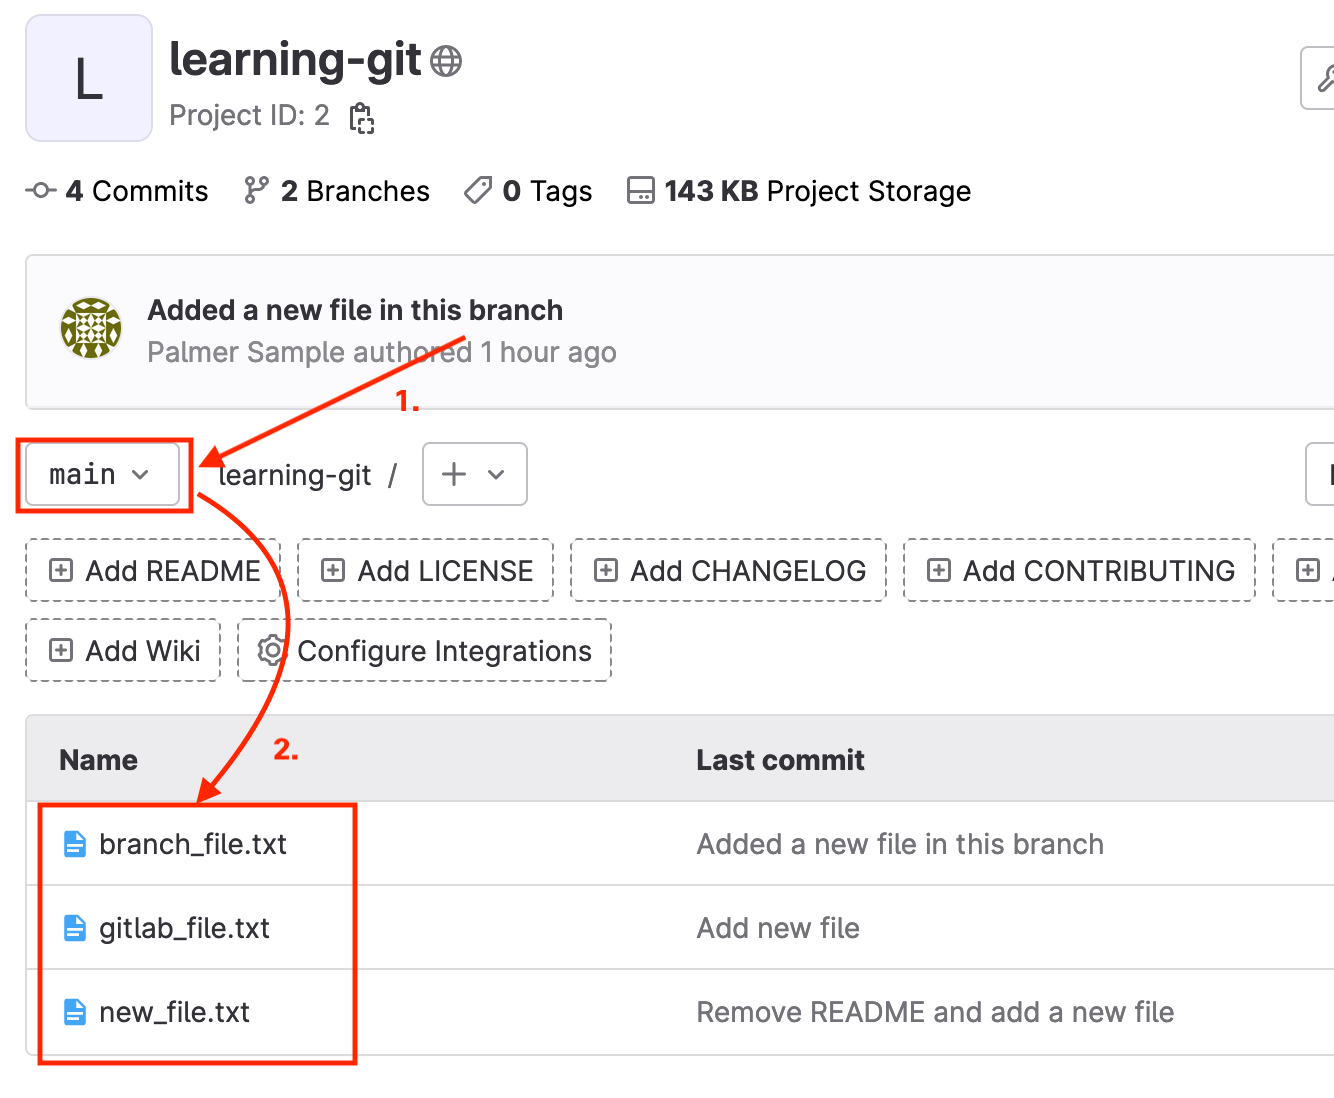 L
learning-git
Project ID: 2
4 Commits 2 Branches 0 Tags 143 KB Project Storage
Added a new file in this branch
Palmer Sample authored 1 hour ago
1.
main learning-git / +
Add README Add LICENSE Add CHANGELOG Add CONTRIBUTING
Add Wiki Configure Integrations
2.
Name Last commit
branch_file.txt Added a new file in this branch
gitlab_file.txt Add new file
new_file.txt Remove README and add a new file